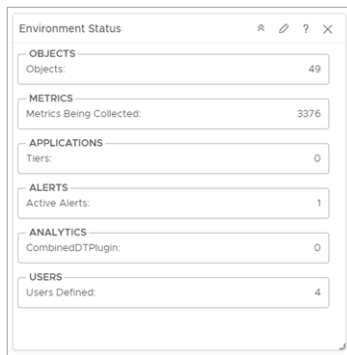 Environment Status
OBJECTS
Objects: 49
METRICS
Metrics Being Collected: 3376
APPLICATIONS
Tiers: 0
ALERTS
Active Alerts: 1
ANALYTICS
CombinedDTPlugin: 0
USERS
Users Defined: 4